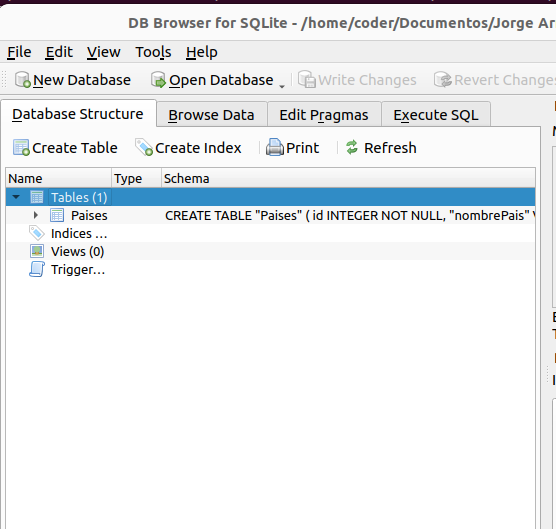 DB Browser for SQLite - /home/coder/Documentos/Jorge Ar
File Edit View Tools Help
New Database Open Database Write Changes Revert Changes
Database Structure Browse Data Edit Pragmas Execute SQL
Create Table Create Index Print Refresh
Name Type Schema
Tables (1)
Paises CREATE TABLE "Paises" ( id INTEGER NOT NULL, "nombrePais" V
Indices ...
Views (0)
Trigger...